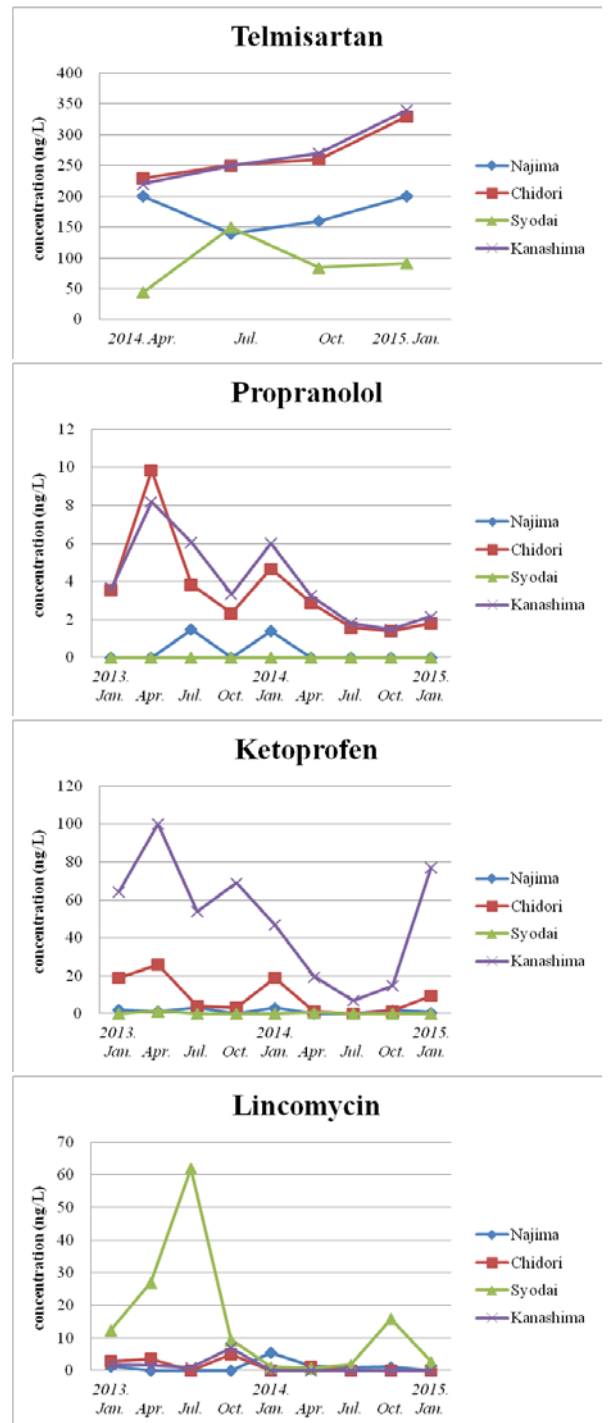 Telmisartan
concentration (ng/L)
400
350
300
250
200
150
100
50
0
2014. Apr. Jul. Oct. 2015. Jan.
Najima
Chidori
Syodai
Kanashima
Propranolol
concentration (ng/L)
12
10
8
6
4
2
0
2013. 2014. 2015.
Jan. Apr. Jul. Oct. Jan. Apr. Jul. Oct. Jan.
Najima
Chidori
Syodai
Kanashima
Ketoprofen
concentration (ng/L)
120
100
80
60
40
20
0
2013. 2014. 2015.
Jan. Apr. Jul. Oct. Jan. Apr. Jul. Oct. Jan.
Najima
Chidori
Syodai
Kanashima
Lincomycin
concentration (ng/L)
70
60
50
40
30
20
10
0
2013. 2014. 2015.
Jan. Apr. Jul. Oct. Jan. Apr. Jul. Oct. Jan.
Najima
Chidori
Syodai
Kanashima